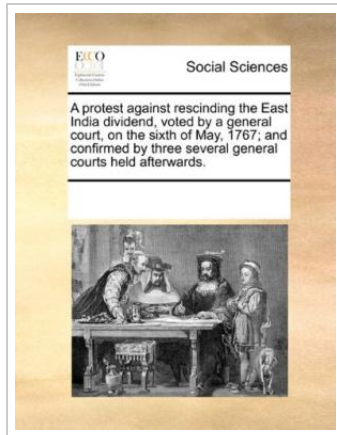 ECCO
Social Sciences
A protest against rescinding the East
India dividend, voted by a general
court, on the sixth of May, 1767; and
confirmed by three several general
courts held afterwards.